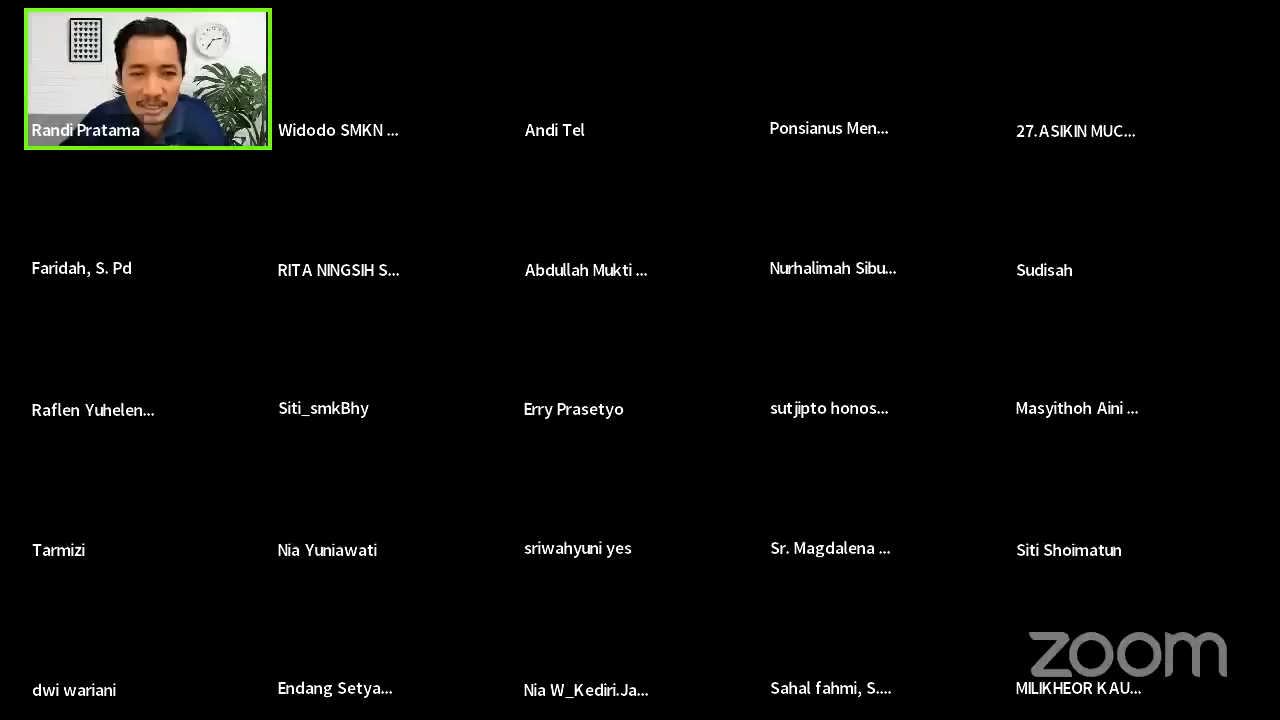 Randi Pratama
Widodo SMKN ...
Andi Tel
Ponsianus Men...
27.ASIKIN MUC...
Faridah, S. Pd
RITA NINGSIH S...
Abdullah Mukti ...
Nurhalimah Sibu...
Sudisah
Raflen Yuhelen...
Siti_smkBhy
Erry Prasetyo
sutjipto honos...
Masyithoh Aini ...
Tarmizi
Nia Yuniawati
sriwahyuni yes
Sr. Magdalena ...
Siti Shoimatun
dwi wariani
Endang Setya...
Nia W_Kediri.Ja...
Sahal fahmi, S....
MILIKHEOR KAU...
zoom